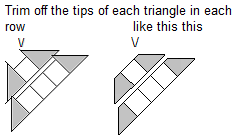 Trim off the tips of each triangle in each
row like this this
V V